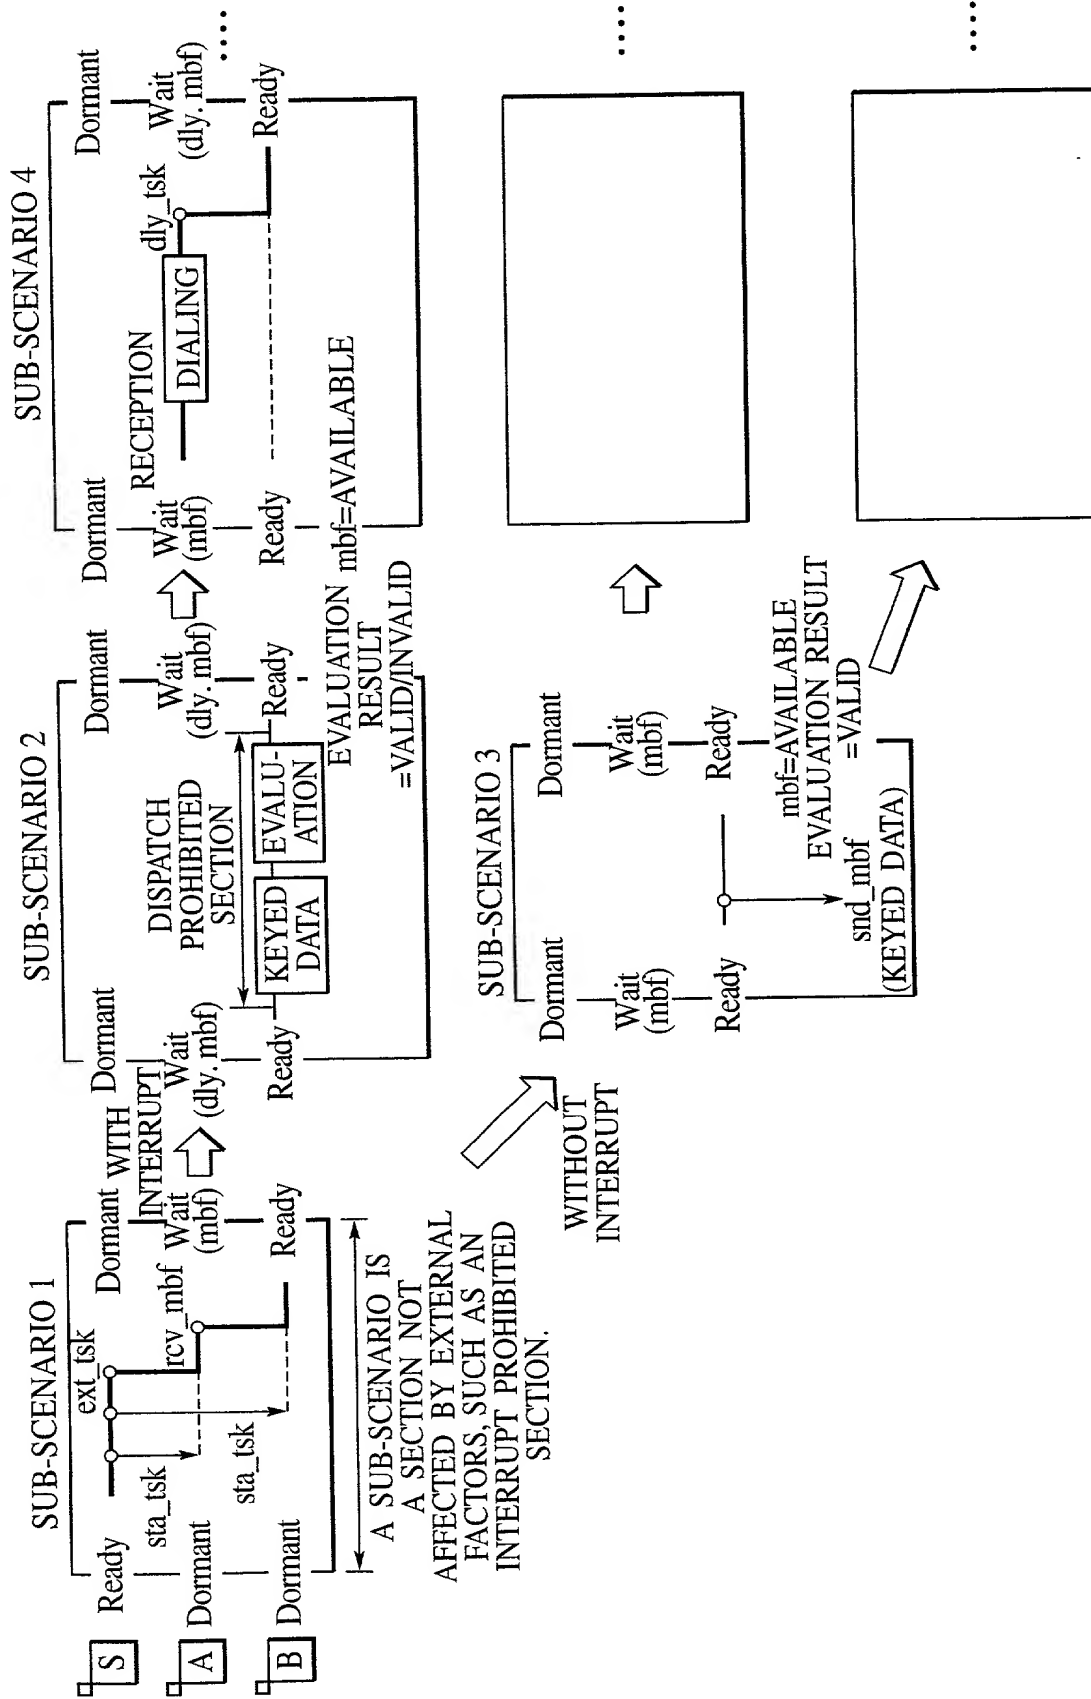 SUB-SCENARIO 1
S
A
B
Ready
Dormant
Dormant
sta_tsk
sta_tsk
ext_tsk
rcv_mbf
Dormant
Wait
(mbf)
Ready
A SUB-SCENARIO IS
A SECTION NOT
AFFECTED BY EXTERNAL
FACTORS, SUCH AS AN
INTERRUPT PROHIBITED
SECTION.
WITH
INTERRUPT
WITHOUT
INTERRUPT
SUB-SCENARIO 2
Dormant
Wait
(dly. mbf)
Ready
DISPATCH
PROHIBITED
SECTION
KEYED
DATA
EVALU-
ATION
Dormant
Wait
(dly. mbf)
Ready
EVALUATION
RESULT
=VALID/INVALID
mbf=AVAILABLE
SUB-SCENARIO 4
Dormant
Wait
(mbf)
Ready
RECEPTION
DIALING
dly_tsk
Dormant
Wait
(dly. mbf)
Ready
....
SUB-SCENARIO 3
Dormant
Wait
(mbf)
Ready
snd_mbf
(KEYED DATA)
Dormant
Wait
(mbf)
Ready
mbf=AVAILABLE
EVALUATION RESULT
=VALID
....
....